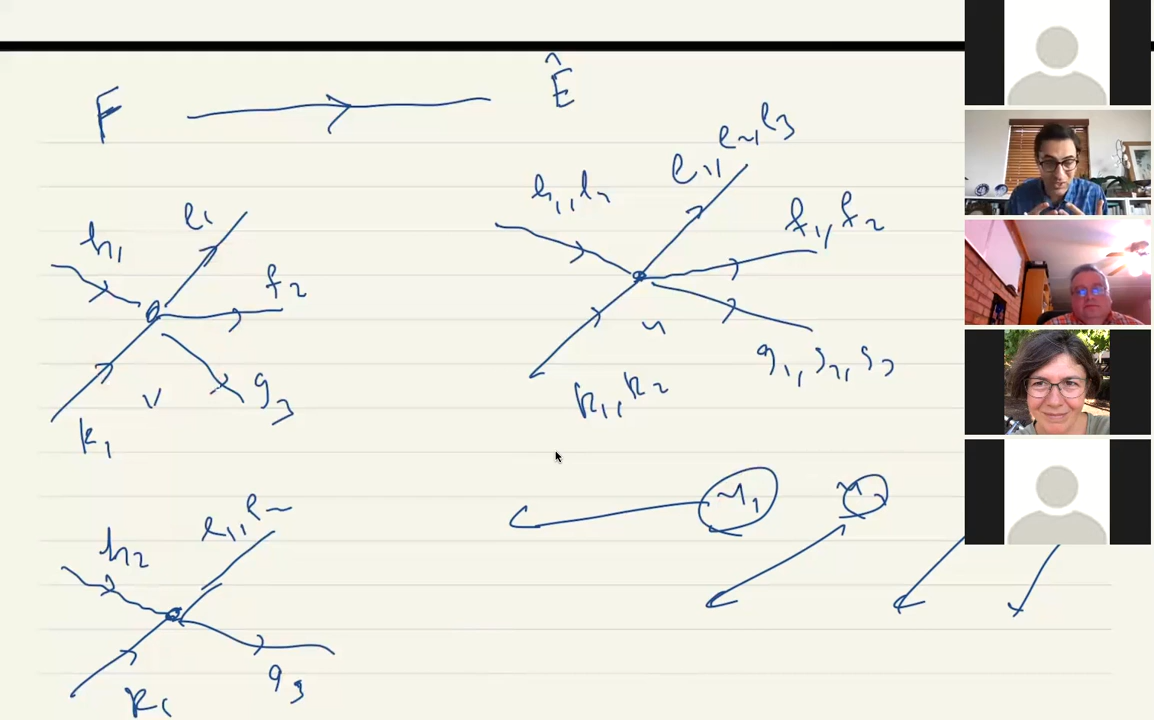 F Ê
e₁, e₂, e₃
h₁, h₂
e₁
f₁, f₂
h₁
f₂
g₁, g₂, g₃
k₁, k₂
g₃
v
k₁
e₁, e₂
h₂
g₃
k₁